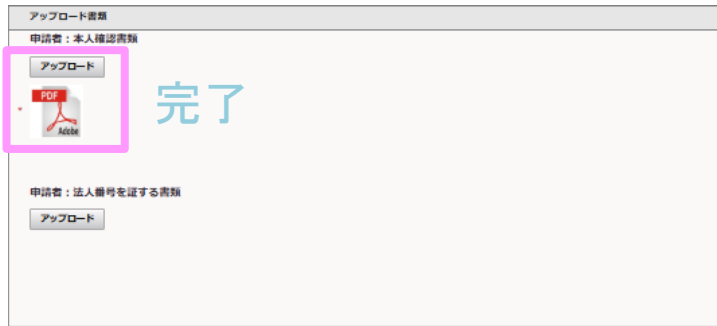 アップロード書類
申請者：本人確認書類
アップロード
PDF
Adobe
完了
*
申請者：法人番号を証する書類
アップロード